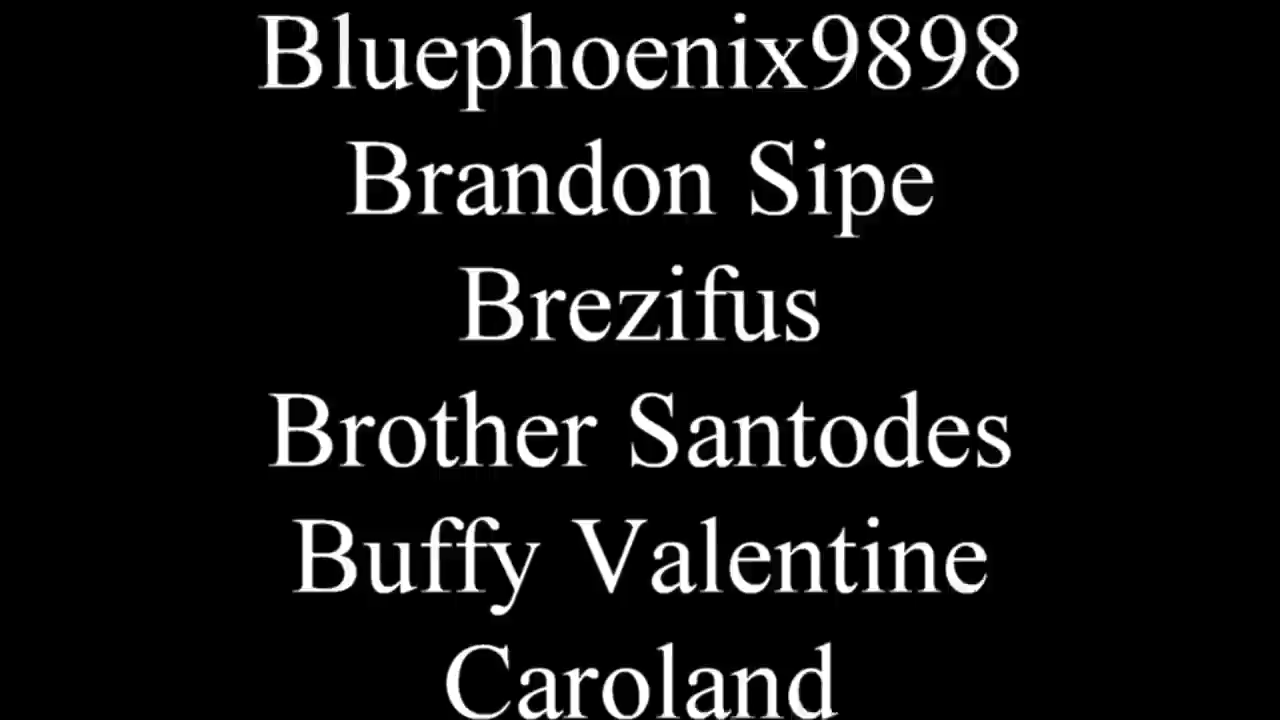 Bluephoenix9898
Brandon Sipe
Brezifus
Brother Santodes
Buffy Valentine
Caroland